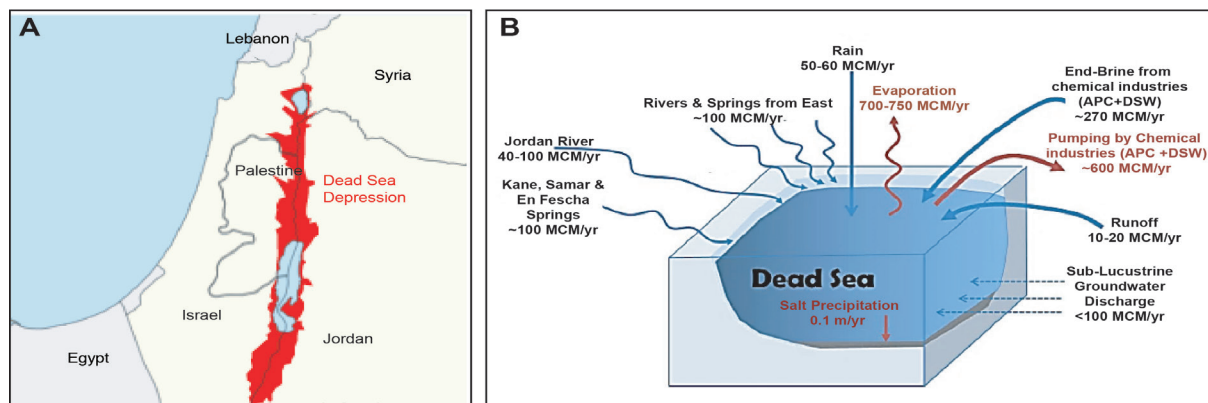 A
Lebanon
Syria
Palestine
Dead Sea
Depression
Israel
Jordan
Egypt
B
Rain
50-60 MCM/yr
Evaporation
700-750 MCM/yr
End-Brine from
chemical industries
(APC+DSW)
~270 MCM/yr
Rivers & Springs from East
~100 MCM/yr
Jordan River
40-100 MCM/yr
Pumping by Chemical
industries (APC +DSW)
~600 MCM/yr
Kane, Samar &
En Fescha
Springs
~100 MCM/yr
Runoff
10-20 MCM/yr
Dead Sea
Sub-Lucustrine
Groundwater
Discharge
<100 MCM/yr
Salt Precipitation
0.1 m/yr